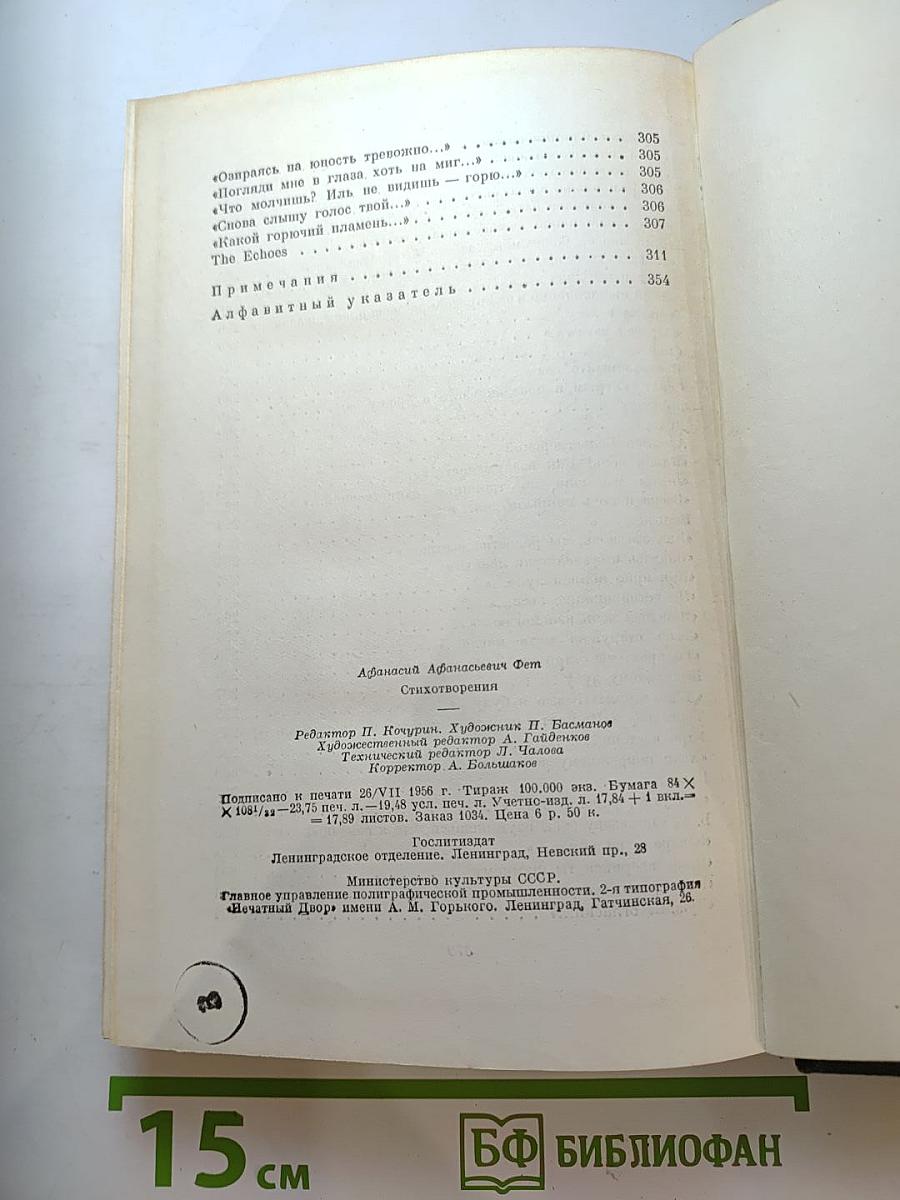 «Озираясь на юность тревожно...» . . . . . . . . . . . . . 305
«Погляди мне в глаза хоть на миг...» . . . . . . . . . . . 305
«Что молчишь? Иль не видишь — горю...» . . . . . . . . 305
«Снова слышу голос твой...» . . . . . . . . . . . . . . . 306
«Какой горючий пламень...» . . . . . . . . . . . . . . . 306
The Echoes . . . . . . . . . . . . . . . . . . . . . . 307
Примечания . . . . . . . . . . . . . . . . . . . . 311
Алфавитный указатель . . . . . . . . . . . . . 354
Афанасий Афанасьевич Фет
Стихотворения
Редактор П. Кочурин. Художник П. Басманов
Художественный редактор А. Гайденков
Технический редактор Л. Чалова
Корректор А. Большаков
Подписано к печати 26/VII 1956 г. Тираж 100.000 экз. Бумага 84 ×
× 108¹/₃₂—23,75 печ. л.—19,48 усл. печ. л. Учетно-изд. л. 17,84 + 1 вкл.=
= 17,89 листов. Заказ 1034. Цена 6 р. 50 к.
Гослитиздат
Ленинградское отделение. Ленинград, Невский пр., 28
Министерство культуры СССР.
Главное управление полиграфической промышленности. 2-я типография
«Печатный Двор» имени А. М. Горького. Ленинград, Гатчинская, 26.
15 см
БФ БИБЛИОФАН